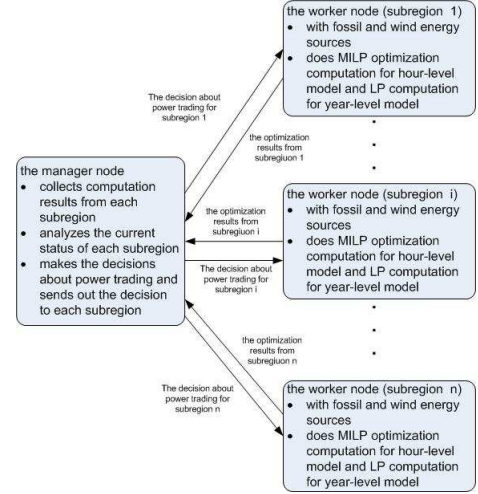 the worker node (subregion 1)
• with fossil and wind energy
sources
• does MILP optimization
computation for hour-level
model and LP computation
for year-level model
The decision about
power trading for
subregion 1
the optimization
results from
subregiuon 1
the manager node
• collects computation
results from each
subregion
• analyzes the current
status of each subregion
• makes the decisions
about power trading and
sends out the decision
to each subregion
the optimization
results from
subregiuon i
The decision about
power trading for
subregion i
the worker node (subregion i)
• with fossil and wind energy
sources
• does MILP optimization
computation for hour-level
model and LP computation
for year-level model
the optimization
results from
subregiuon n
The decision about
power trading for
subregion n
the worker node (subregion n)
• with fossil and wind energy
sources
• does MILP optimization
computation for hour-level
model and LP computation
for year-level model